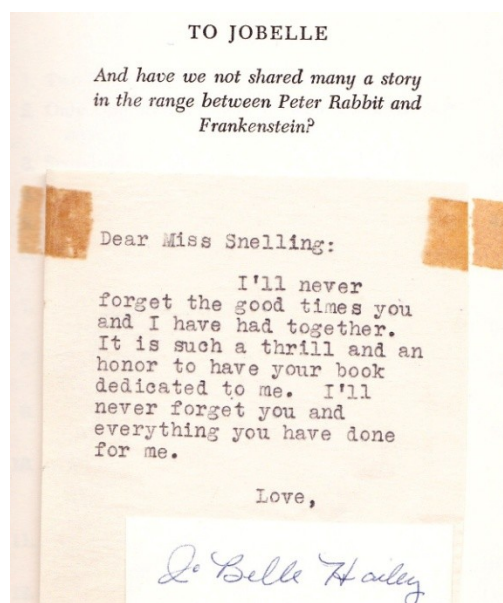 TO JOBELLE
And have we not shared many a story
in the range between Peter Rabbit and
Frankenstein?
Dear Miss Snelling:
I'll never
forget the good times you
and I have had together.
It is such a thrill and an
honor to have your book
dedicated to me. I'll
never forget you and
everything you have done
for me.
Love,
Jo Belle Hailey